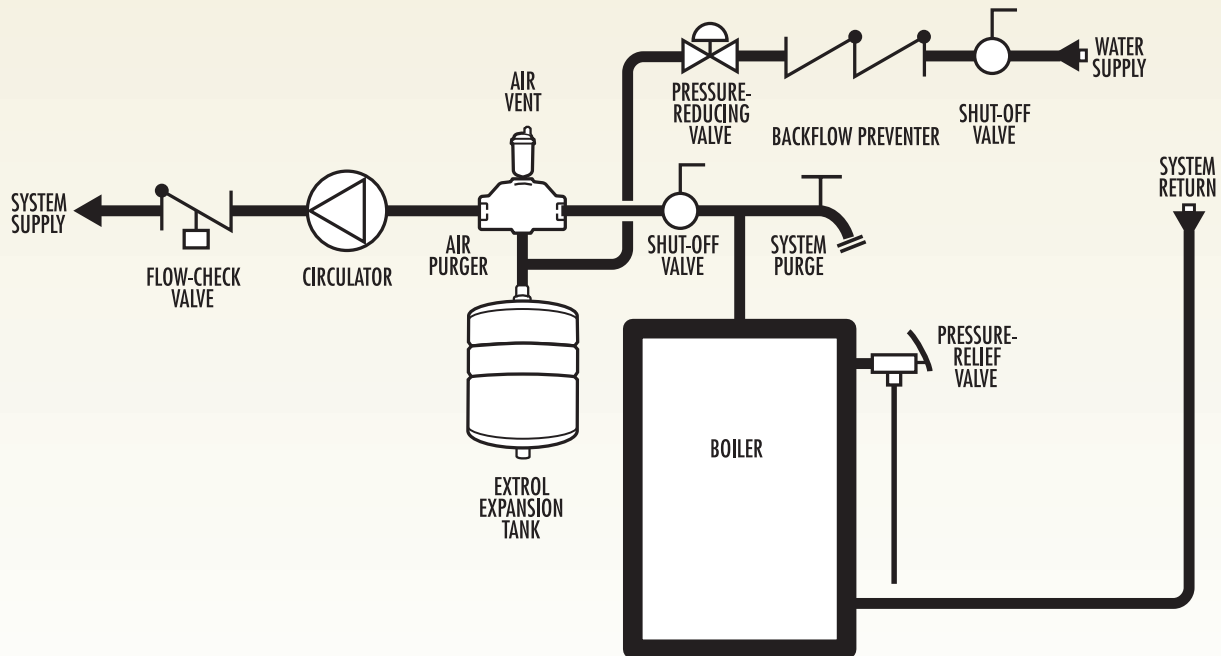 WATER
SUPPLY
AIR
VENT
PRESSURE-
REDUCING
VALVE
BACKFLOW PREVENTER
SHUT-OFF
VALVE
SYSTEM
RETURN
SYSTEM
SUPPLY
FLOW-CHECK
VALVE
CIRCULATOR
AIR
PURGER
SHUT-OFF
VALVE
SYSTEM
PURGE
PRESSURE-
RELIEF
VALVE
BOILER
EXTROL
EXPANSION
TANK